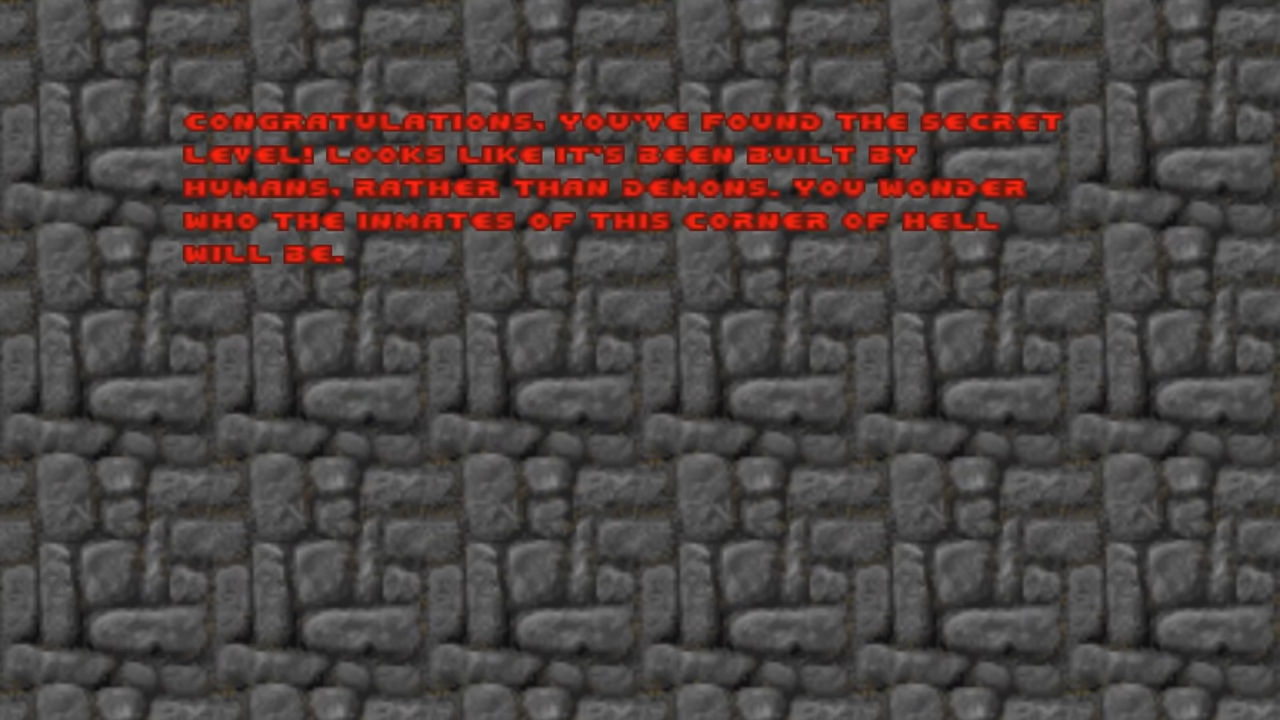 CONGRATULATIONS, YOU'VE FOUND THE SECRET
LEVEL! LOOKS LIKE IT'S BEEN BUILT BY
HUMANS, RATHER THAN DEMONS. YOU WONDER
WHO THE INMATES OF THIS CORNER OF HELL
WILL BE.